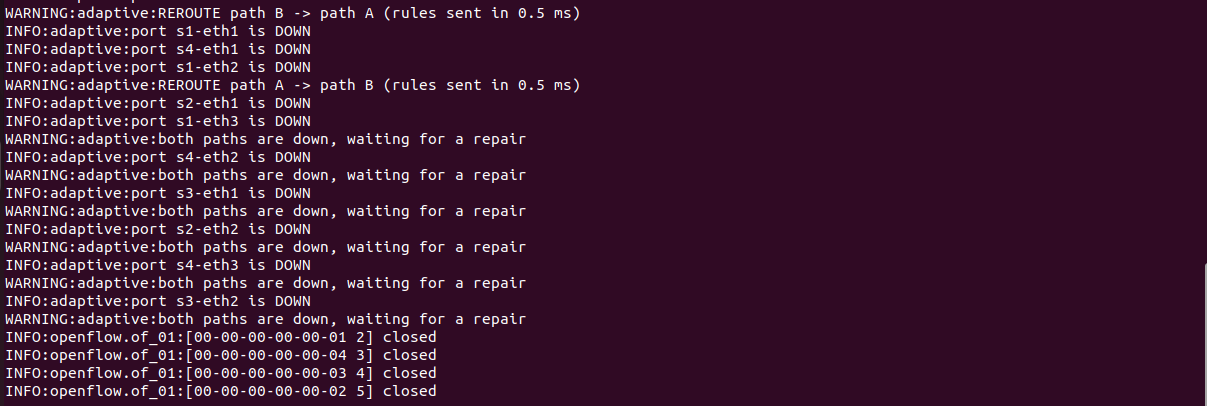 WARNING:adaptive:REROUTE path B -> path A (rules sent in 0.5 ms)
INFO:adaptive:port s1-eth1 is DOWN
INFO:adaptive:port s4-eth1 is DOWN
INFO:adaptive:port s1-eth2 is DOWN
WARNING:adaptive:REROUTE path A -> path B (rules sent in 0.5 ms)
INFO:adaptive:port s2-eth1 is DOWN
INFO:adaptive:port s1-eth3 is DOWN
WARNING:adaptive:both paths are down, waiting for a repair
INFO:adaptive:port s4-eth2 is DOWN
WARNING:adaptive:both paths are down, waiting for a repair
INFO:adaptive:port s3-eth1 is DOWN
WARNING:adaptive:both paths are down, waiting for a repair
INFO:adaptive:port s2-eth2 is DOWN
WARNING:adaptive:both paths are down, waiting for a repair
INFO:adaptive:port s4-eth3 is DOWN
WARNING:adaptive:both paths are down, waiting for a repair
INFO:adaptive:port s3-eth2 is DOWN
WARNING:adaptive:both paths are down, waiting for a repair
INFO:openflow.of_01:[00-00-00-00-00-01 2] closed
INFO:openflow.of_01:[00-00-00-00-00-04 3] closed
INFO:openflow.of_01:[00-00-00-00-00-03 4] closed
INFO:openflow.of_01:[00-00-00-00-00-02 5] closed